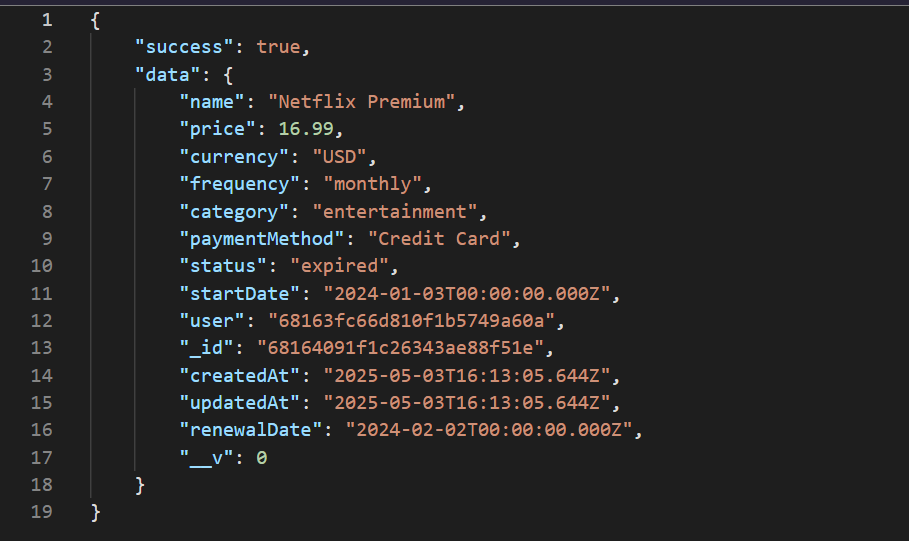 1 {
2 "success": true,
3 "data": {
4 "name": "Netflix Premium",
5 "price": 16.99,
6 "currency": "USD",
7 "frequency": "monthly",
8 "category": "entertainment",
9 "paymentMethod": "Credit Card",
10 "status": "expired",
11 "startDate": "2024-01-03T00:00:00.000Z",
12 "user": "68163fc66d810f1b5749a60a",
13 "_id": "68164091f1c26343ae88f51e",
14 "createdAt": "2025-05-03T16:13:05.644Z",
15 "updatedAt": "2025-05-03T16:13:05.644Z",
16 "renewalDate": "2024-02-02T00:00:00.000Z",
17 "__v": 0
18 }
19 }